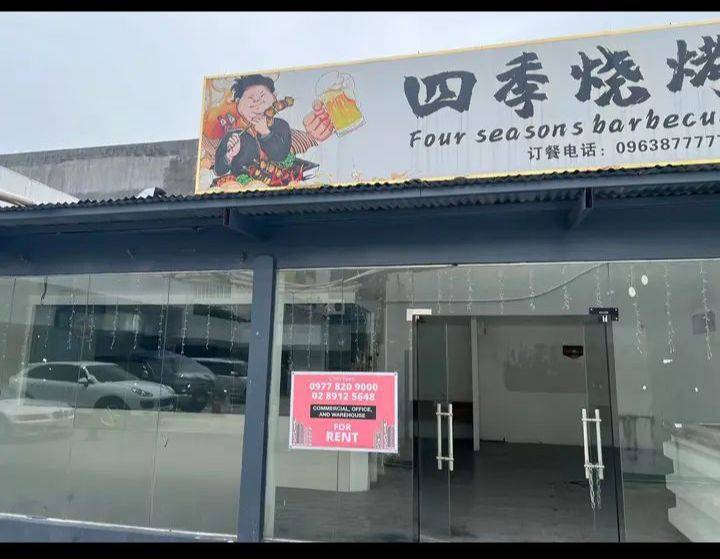 四季烧烤
Four seasons barbecu
订餐电话：0963877777
0977 820 9000
02 8912 5648
COMMERCIAL, OFFICE,
AND WAREHOUSE
FOR
RENT